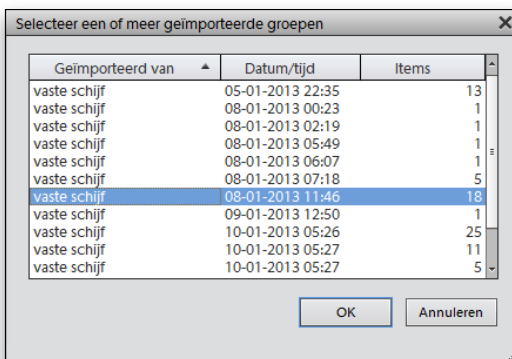 Selecteer een of meer geïmporteerde groepen
Geïmporteerd van Datum/tijd Items
vaste schijf 05-01-2013 22:35 13
vaste schijf 08-01-2013 00:23 1
vaste schijf 08-01-2013 02:19 1
vaste schijf 08-01-2013 05:49 1
vaste schijf 08-01-2013 06:07 1
vaste schijf 08-01-2013 07:18 5
vaste schijf 08-01-2013 11:46 18
vaste schijf 09-01-2013 12:50 1
vaste schijf 10-01-2013 05:26 25
vaste schijf 10-01-2013 05:27 11
vaste schijf 10-01-2013 05:27 5
OK Annuleren